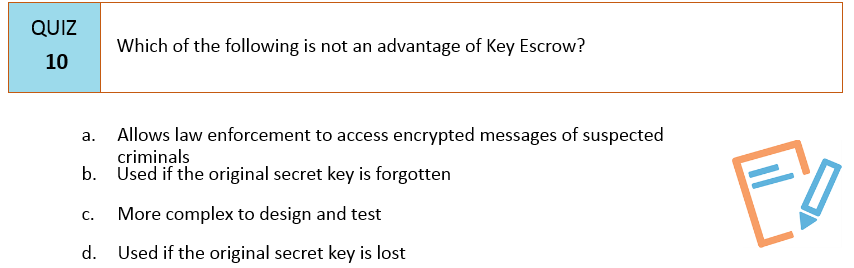 QUIZ
10
Which of the following is not an advantage of Key Escrow?
a. Allows law enforcement to access encrypted messages of suspected
criminals
b. Used if the original secret key is forgotten
c. More complex to design and test
d. Used if the original secret key is lost